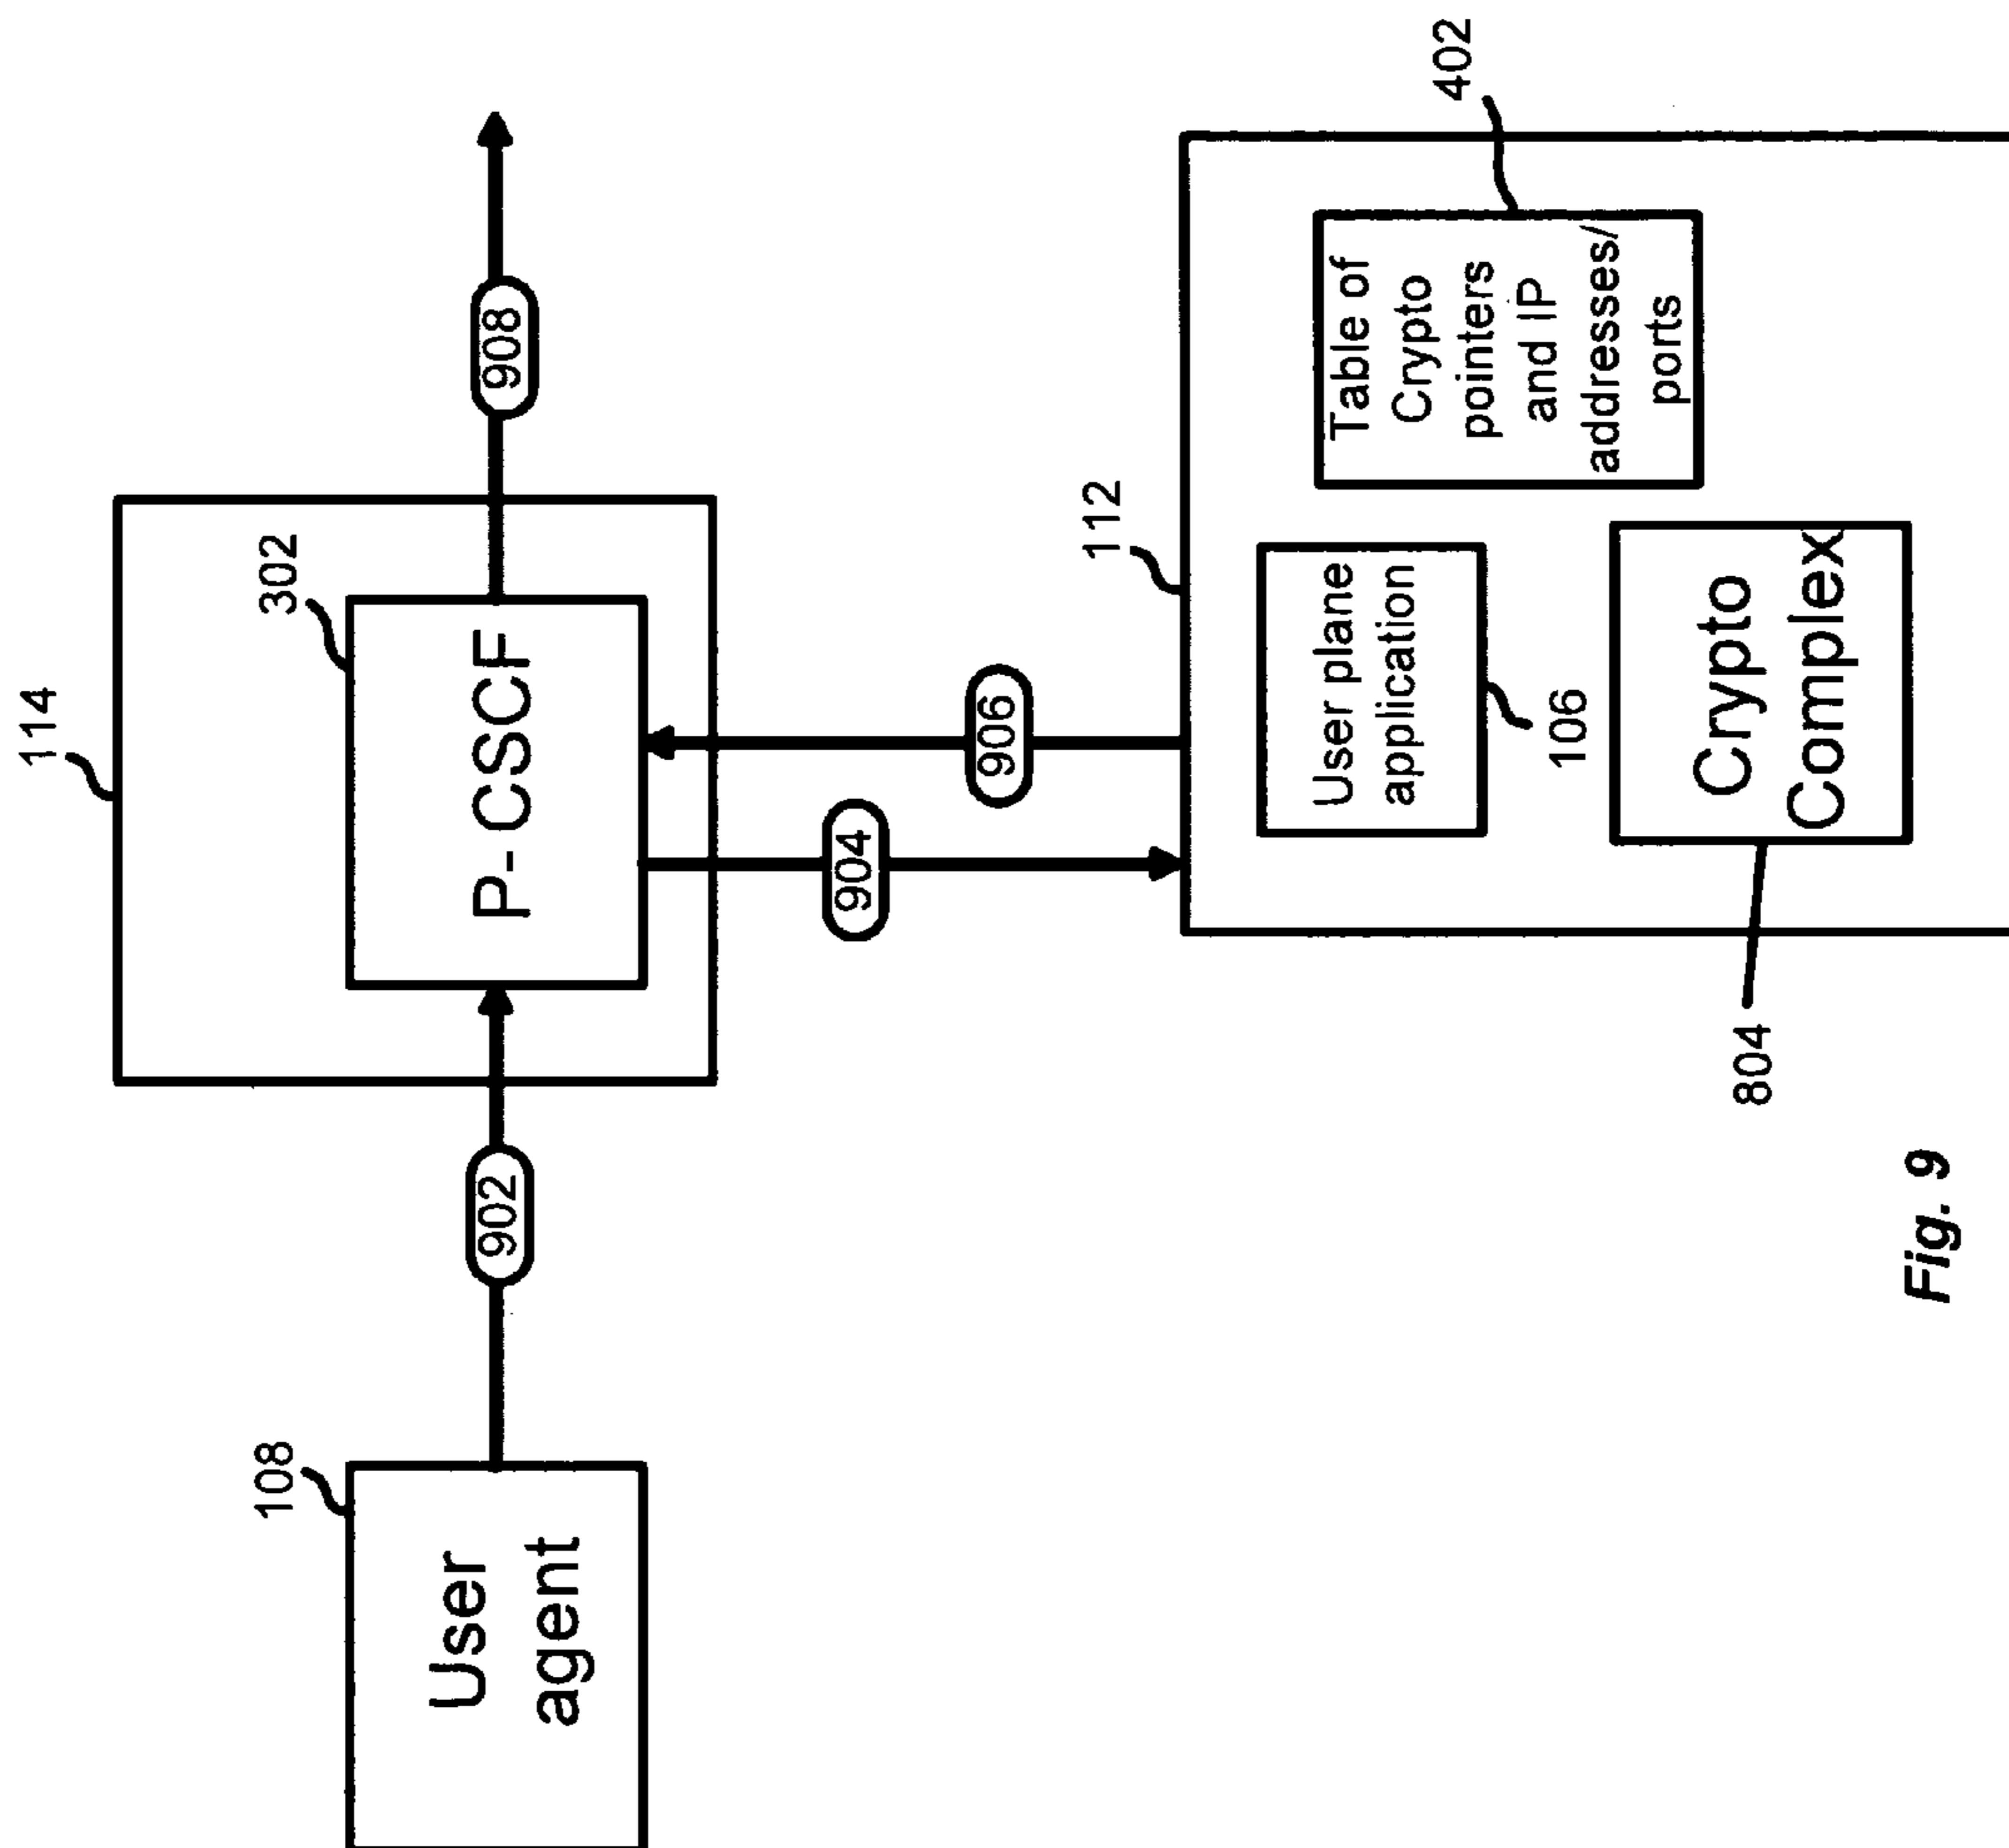 114
302
P-CSCF
908
108
User
agent
902
904
906
112
User plane
application
106
Table of
Crypto
pointers
and IP
addresses/
ports
402
Crypto
Complex
804
Fig. 9